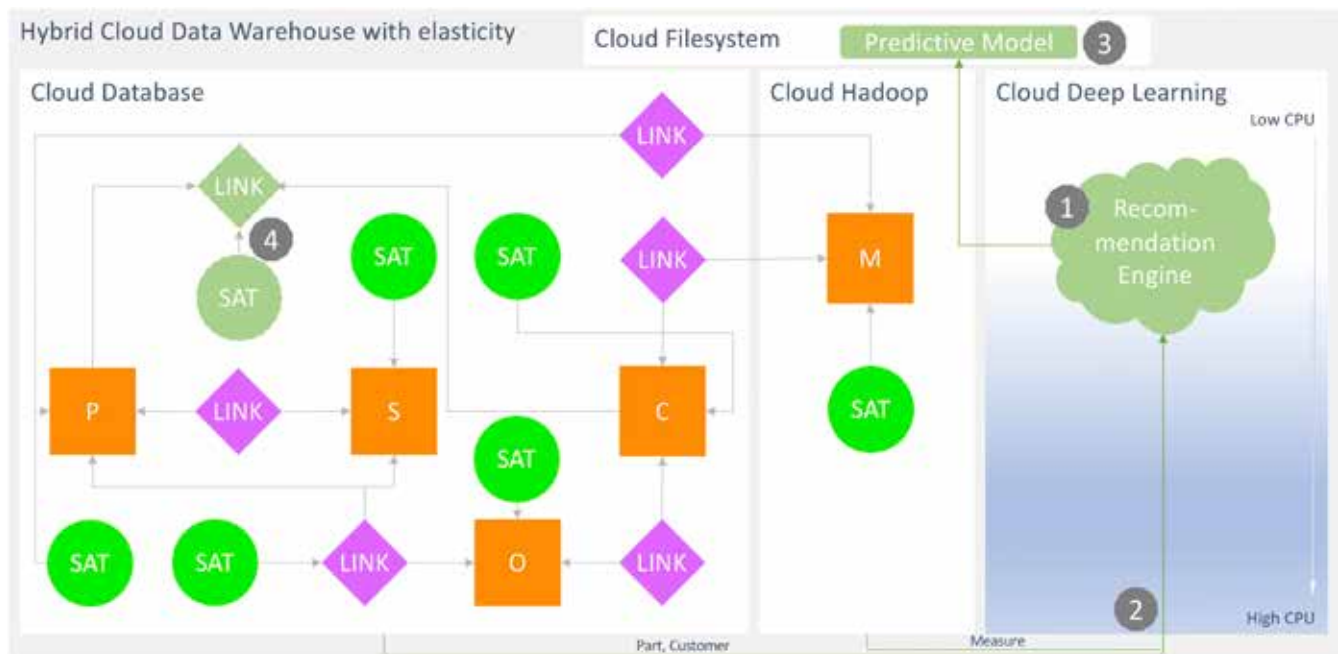 Hybrid Cloud Data Warehouse with elasticity
Cloud Filesystem
Predictive Model
3
Cloud Database
Cloud Hadoop
Cloud Deep Learning
Low CPU
LINK
LINK
1
Recom-
mendation
Engine
4
SAT
SAT
LINK
M
SAT
P
LINK
S
C
SAT
SAT
SAT
SAT
LINK
O
LINK
2
High CPU
Part, Customer
Measure